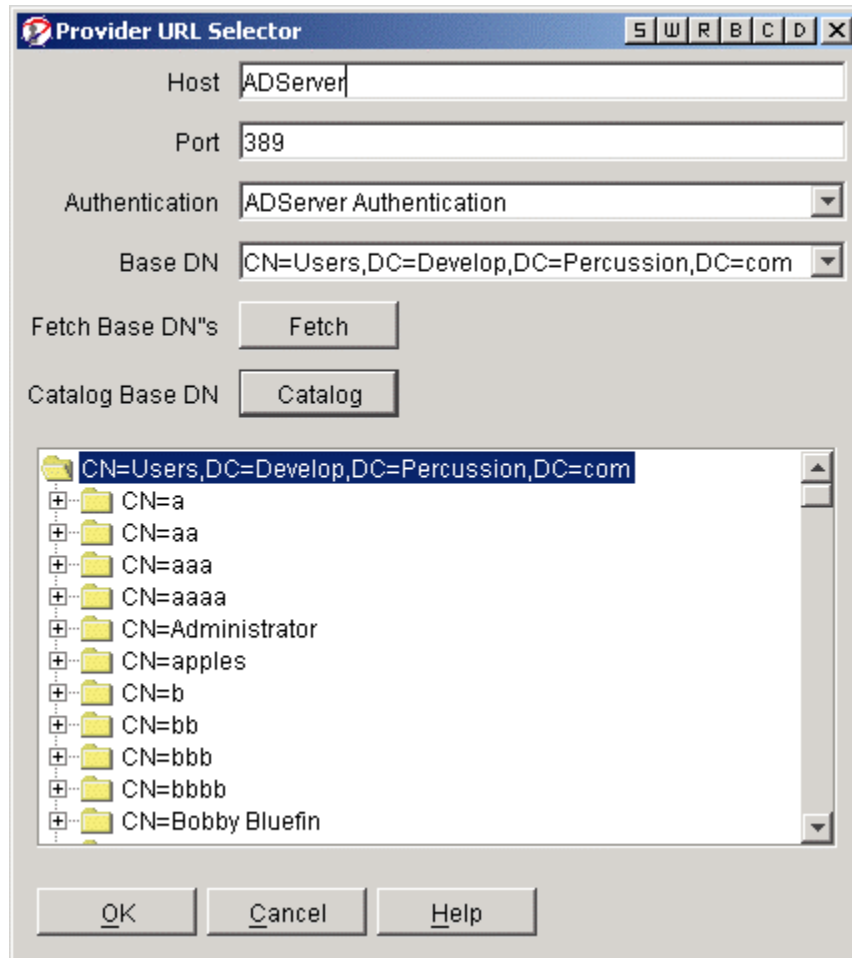 Provider URL Selector S W R B C D X
Host ADServer
Port 389
Authentication ADServer Authentication
Base DN CN=Users,DC=Develop,DC=Percussion,DC=com
Fetch Base DN"s Fetch
Catalog Base DN Catalog
CN=Users,DC=Develop,DC=Percussion,DC=com
CN=a
CN=aa
CN=aaa
CN=aaaa
CN=Administrator
CN=apples
CN=b
CN=bb
CN=bbb
CN=bbbb
CN=Bobby Bluefin
OK Cancel Help